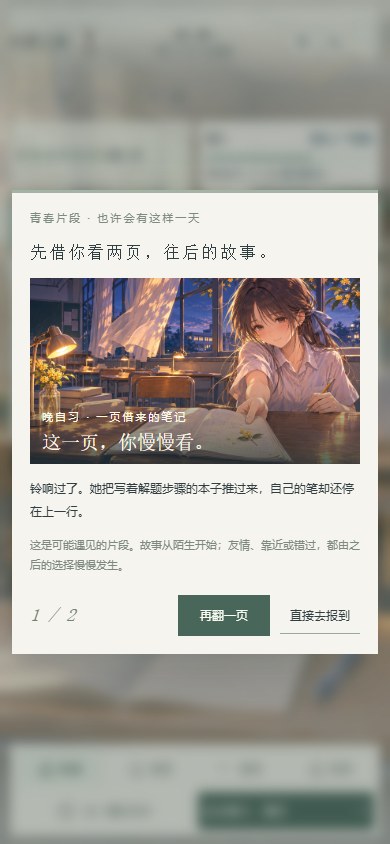 青春片段 · 也许会有这样一天
先借你看两页，往后的故事。
晚自习 · 一页借来的笔记
这一页，你慢慢看。
铃响过了。她把写着解题步骤的本子推过来，自己的笔却还停
在上一行。
这是可能遇见的片段。故事从陌生开始；友情、靠近或错过，都由之
后的选择慢慢发生。
1 / 2
再翻一页
直接去报到